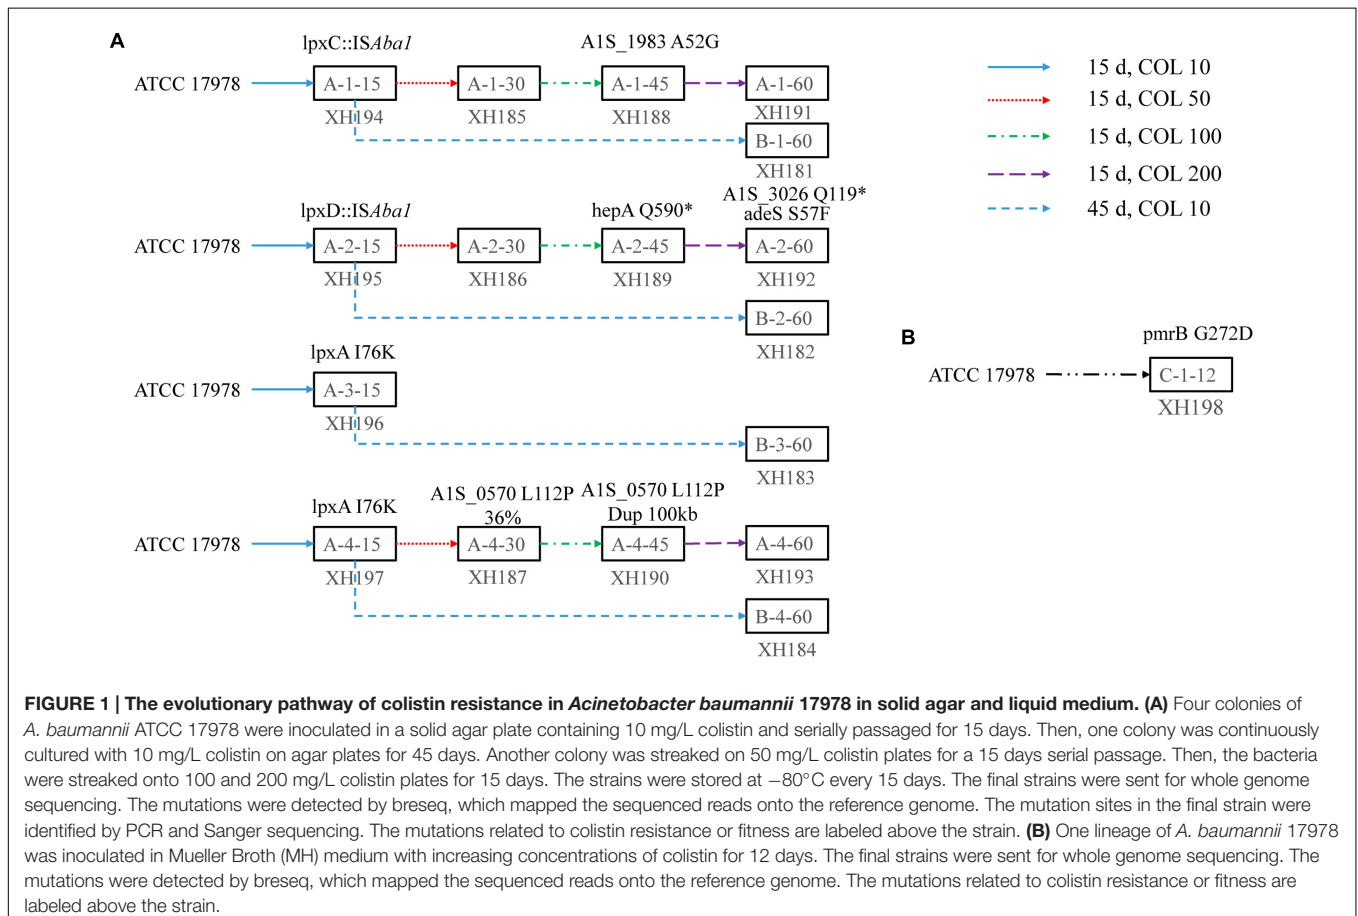 A
lpxC::ISAba1
A1S_1983 A52G
ATCC 17978
A-1-15
A-1-30
A-1-45
A-1-60
XH194
XH185
XH188
XH191
B-1-60
XH181
lpxD::ISAba1
hepA Q590*
A1S_3026 Q119*
adeS S57F
ATCC 17978
A-2-15
A-2-30
A-2-45
A-2-60
XH195
XH186
XH189
XH192
B-2-60
XH182
lpxA I76K
ATCC 17978
A-3-15
XH196
B-3-60
XH183
lpxA I76K
A1S_0570 L112P
36%
A1S_0570 L112P
Dup 100kb
ATCC 17978
A-4-15
A-4-30
A-4-45
A-4-60
XH197
XH187
XH190
XH193
B-4-60
XH184
15 d, COL 10
15 d, COL 50
15 d, COL 100
15 d, COL 200
45 d, COL 10
B
pmrB G272D
ATCC 17978
C-1-12
XH198
FIGURE 1 | The evolutionary pathway of colistin resistance in Acinetobacter baumannii 17978 in solid agar and liquid medium. (A) Four colonies of
A. baumannii ATCC 17978 were inoculated in a solid agar plate containing 10 mg/L colistin and serially passaged for 15 days. Then, one colony was continuously
cultured with 10 mg/L colistin on agar plates for 45 days. Another colony was streaked on 50 mg/L colistin plates for a 15 days serial passage. Then, the bacteria
were streaked onto 100 and 200 mg/L colistin plates for 15 days. The strains were stored at −80°C every 15 days. The final strains were sent for whole genome
sequencing. The mutations were detected by breseq, which mapped the sequenced reads onto the reference genome. The mutation sites in the final strain were
identified by PCR and Sanger sequencing. The mutations related to colistin resistance or fitness are labeled above the strain. (B) One lineage of A. baumannii 17978
was inoculated in Mueller Broth (MH) medium with increasing concentrations of colistin for 12 days. The final strains were sent for whole genome sequencing. The
mutations were detected by breseq, which mapped the sequenced reads onto the reference genome. The mutations related to colistin resistance or fitness are
labeled above the strain.